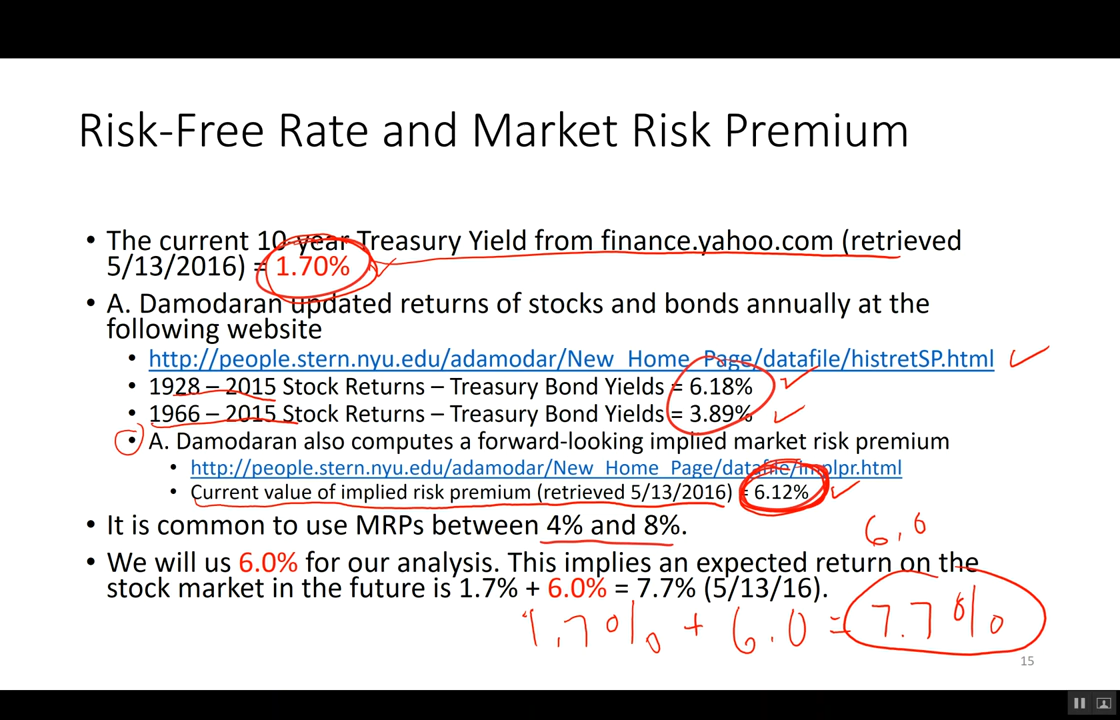 Risk-Free Rate and Market Risk Premium
• The current 10-year Treasury Yield from finance.yahoo.com (retrieved
5/13/2016) = 1.70%
• A. Damodaran updated returns of stocks and bonds annually at the
following website
• http://people.stern.nyu.edu/adamodar/New_Home_Page/datafile/histretSP.html
• 1928 – 2015 Stock Returns – Treasury Bond Yields = 6.18%
• 1966 – 2015 Stock Returns – Treasury Bond Yields = 3.89%
• A. Damodaran also computes a forward-looking implied market risk premium
• http://people.stern.nyu.edu/adamodar/New_Home_Page/datafile/implpr.html
• Current value of implied risk premium (retrieved 5/13/2016) = 6.12%
• It is common to use MRPs between 4% and 8%.
6.0
• We will us 6.0% for our analysis. This implies an expected return on the
stock market in the future is 1.7% + 6.0% = 7.7% (5/13/16).
1.7% + 6.0 = 7.7%
15